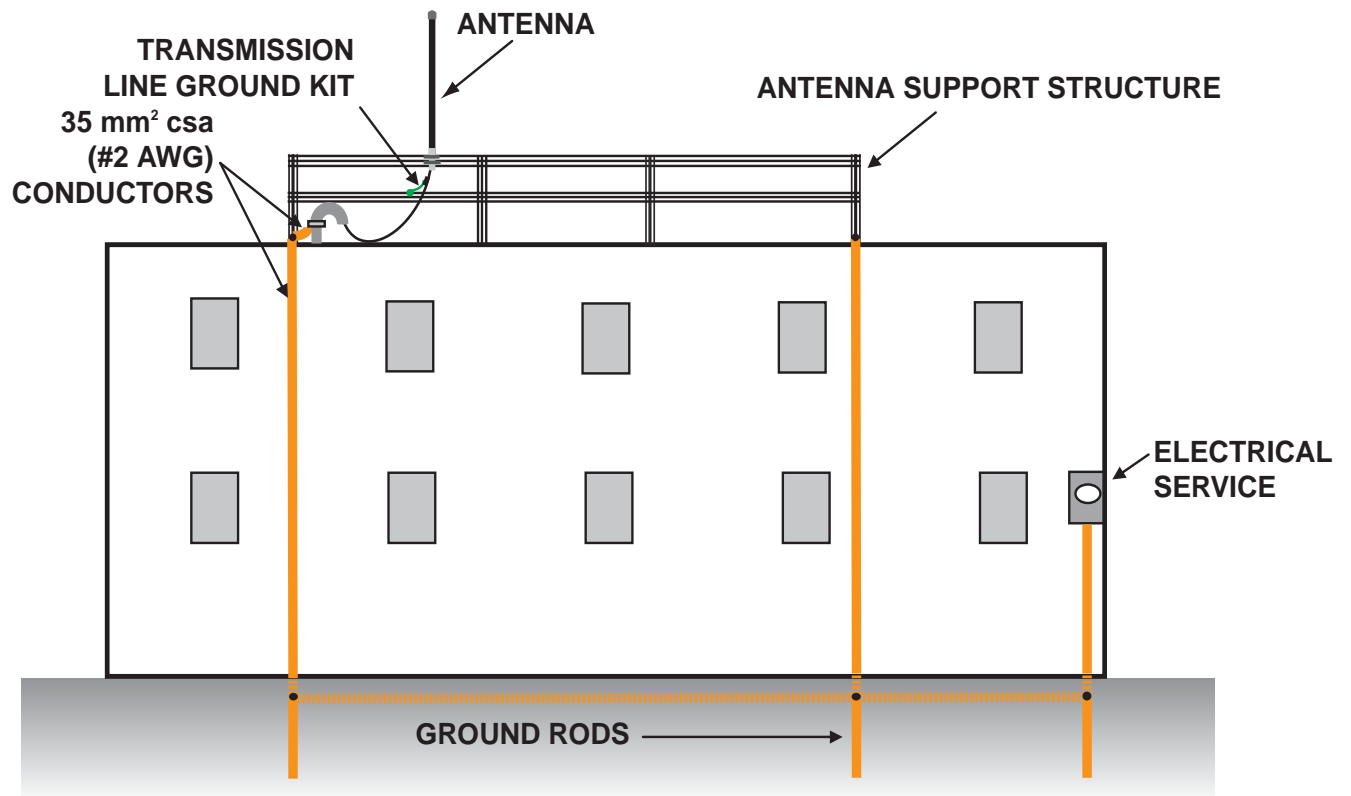 ANTENNA
TRANSMISSION
LINE GROUND KIT
ANTENNA SUPPORT STRUCTURE
35 mm² csa
(#2 AWG)
CONDUCTORS
ELECTRICAL
SERVICE
GROUND RODS